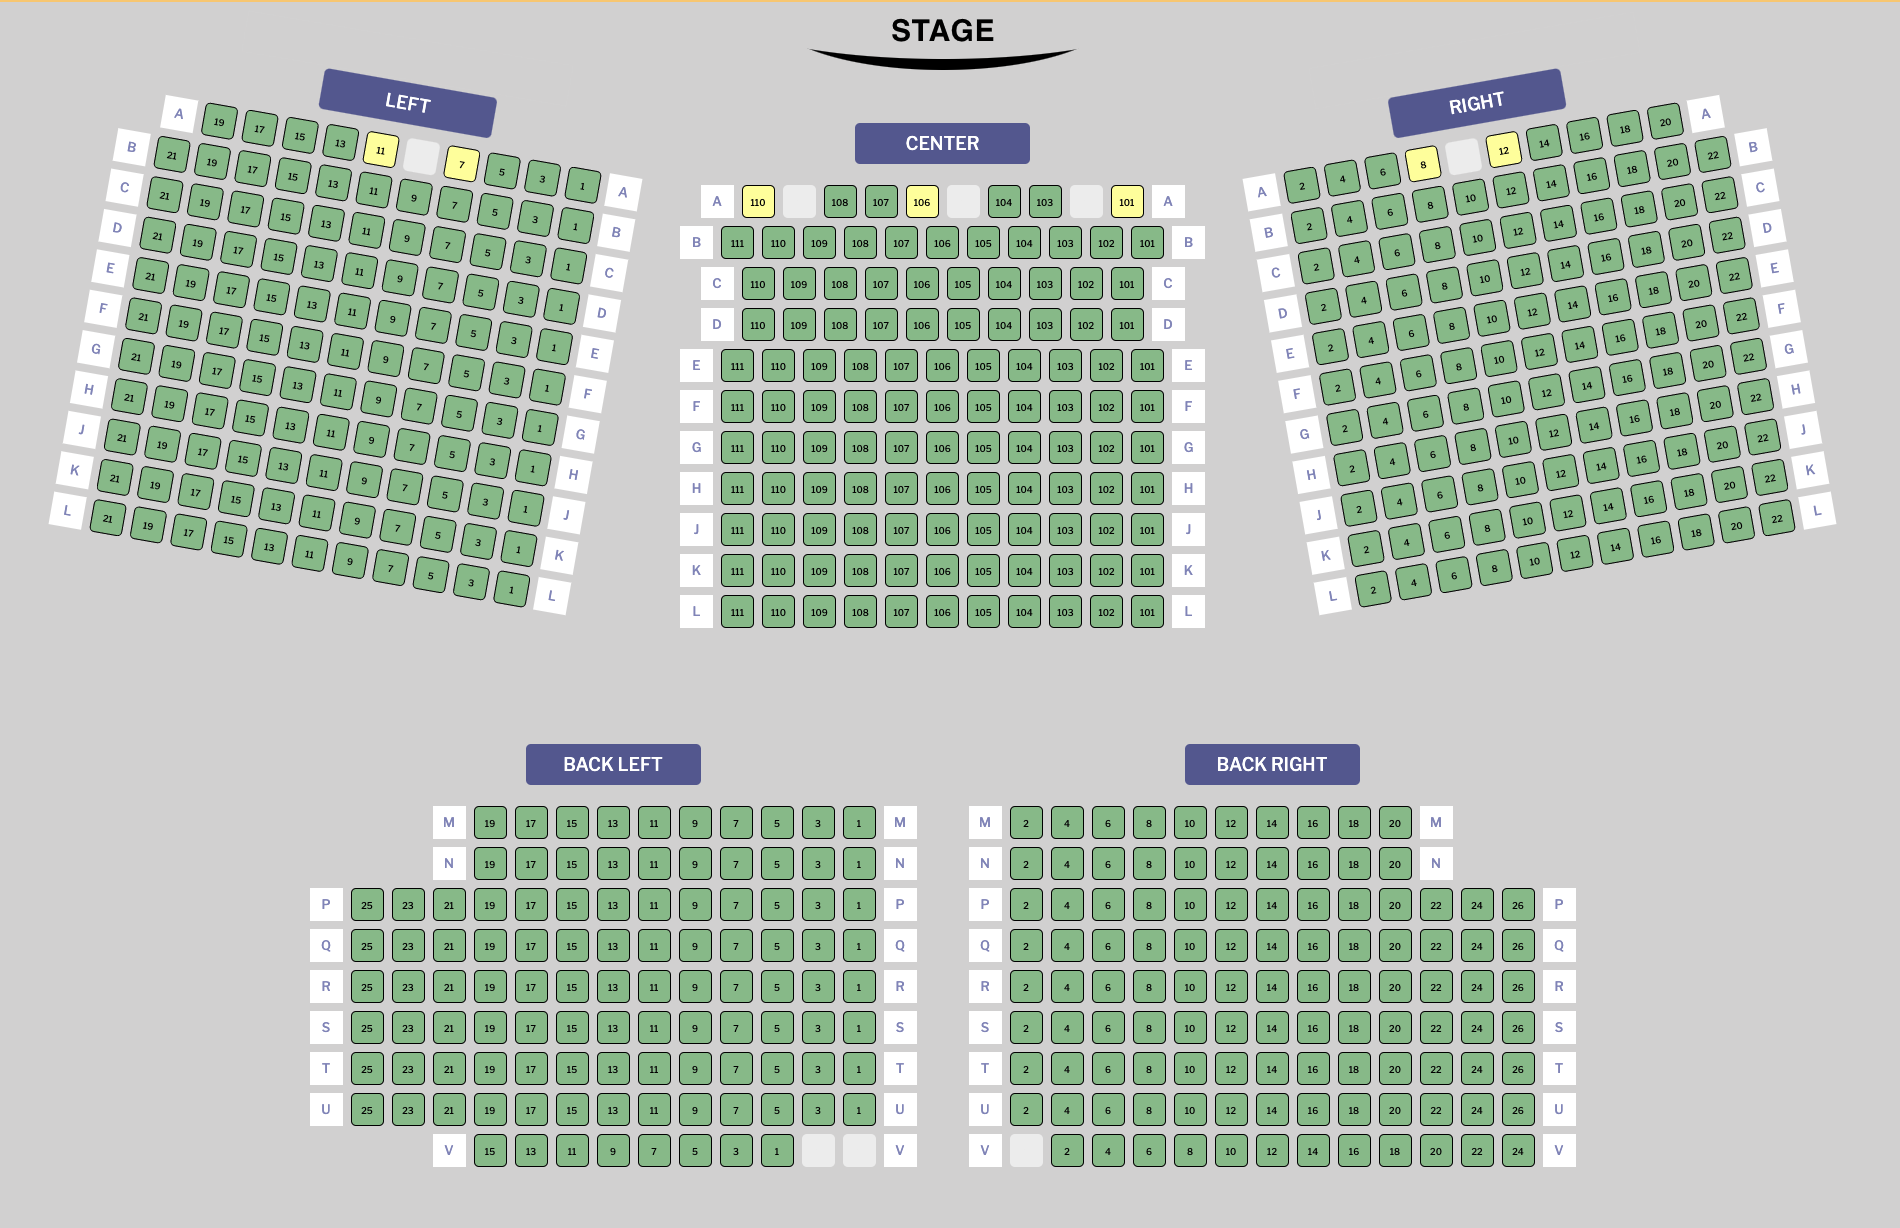 STAGE
LEFT
A 19 17 15 13 11 7 5 3 1 A
B 21 19 17 15 13 11 9 7 5 3 1 B
C 21 19 17 15 13 11 9 7 5 3 1 C
D 21 19 17 15 13 11 9 7 5 3 1 D
E 21 19 17 15 13 11 9 7 5 3 1 E
F 21 19 17 15 13 11 9 7 5 3 1 F
G 21 19 17 15 13 11 9 7 5 3 1 G
H 21 19 17 15 13 11 9 7 5 3 1 H
J 21 19 17 15 13 11 9 7 5 3 1 J
K 21 19 17 15 13 11 9 7 5 3 1 K
L 21 19 17 15 13 11 9 7 5 3 1 L
CENTER
A 110 108 107 106 104 103 101 A
B 111 110 109 108 107 106 105 104 103 102 101 B
C 110 109 108 107 106 105 104 103 102 101 C
D 110 109 108 107 106 105 104 103 102 101 D
E 111 110 109 108 107 106 105 104 103 102 101 E
F 111 110 109 108 107 106 105 104 103 102 101 F
G 111 110 109 108 107 106 105 104 103 102 101 G
H 111 110 109 108 107 106 105 104 103 102 101 H
J 111 110 109 108 107 106 105 104 103 102 101 J
K 111 110 109 108 107 106 105 104 103 102 101 K
L 111 110 109 108 107 106 105 104 103 102 101 L
RIGHT
A 2 4 6 8 12 14 16 18 20 A
B 2 4 6 8 10 12 14 16 18 20 22 B
C 2 4 6 8 10 12 14 16 18 20 22 C
D 2 4 6 8 10 12 14 16 18 20 22 D
E 2 4 6 8 10 12 14 16 18 20 22 E
F 2 4 6 8 10 12 14 16 18 20 22 F
G 2 4 6 8 10 12 14 16 18 20 22 G
H 2 4 6 8 10 12 14 16 18 20 22 H
J 2 4 6 8 10 12 14 16 18 20 22 J
K 2 4 6 8 10 12 14 16 18 20 22 K
L 2 4 6 8 10 12 14 16 18 20 22 L
BACK LEFT
M 19 17 15 13 11 9 7 5 3 1 M
N 19 17 15 13 11 9 7 5 3 1 N
P 25 23 21 19 17 15 13 11 9 7 5 3 1 P
Q 25 23 21 19 17 15 13 11 9 7 5 3 1 Q
R 25 23 21 19 17 15 13 11 9 7 5 3 1 R
S 25 23 21 19 17 15 13 11 9 7 5 3 1 S
T 25 23 21 19 17 15 13 11 9 7 5 3 1 T
U 25 23 21 19 17 15 13 11 9 7 5 3 1 U
V 15 13 11 9 7 5 3 1 V
BACK RIGHT
M 2 4 6 8 10 12 14 16 18 20 M
N 2 4 6 8 10 12 14 16 18 20 N
P 2 4 6 8 10 12 14 16 18 20 22 24 26 P
Q 2 4 6 8 10 12 14 16 18 20 22 24 26 Q
R 2 4 6 8 10 12 14 16 18 20 22 24 26 R
S 2 4 6 8 10 12 14 16 18 20 22 24 26 S
T 2 4 6 8 10 12 14 16 18 20 22 24 26 T
U 2 4 6 8 10 12 14 16 18 20 22 24 26 U
V 2 4 6 8 10 12 14 16 18 20 22 24 V